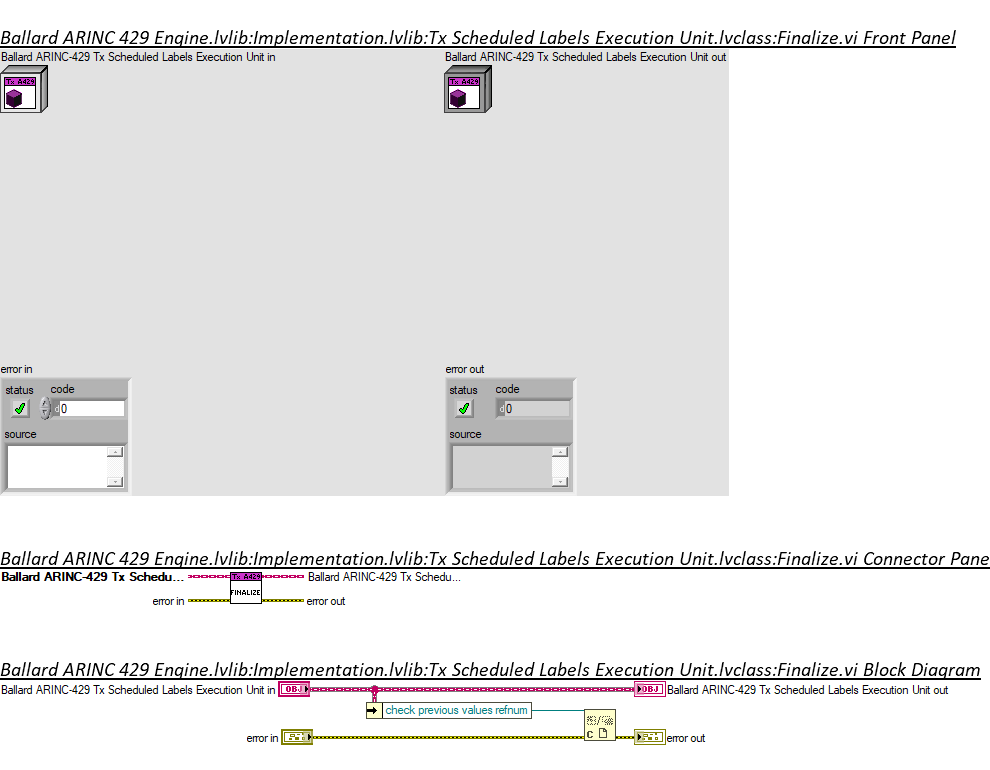 Ballard ARINC 429 Engine.lvlib:Implementation.lvlib:Tx Scheduled Labels Execution Unit.lvclass:Finalize.vi Front Panel
Ballard ARINC-429 Tx Scheduled Labels Execution Unit in
Ballard ARINC-429 Tx Scheduled Labels Execution Unit out
Tx A429
Tx A429
error in
error out
status code
status code
d 0
d 0
source
source
Ballard ARINC 429 Engine.lvlib:Implementation.lvlib:Tx Scheduled Labels Execution Unit.lvclass:Finalize.vi Connector Pane
Ballard ARINC-429 Tx Schedu... Tx A429 Ballard ARINC-429 Tx Schedu...
FINALIZE
error in error out
Ballard ARINC 429 Engine.lvlib:Implementation.lvlib:Tx Scheduled Labels Execution Unit.lvclass:Finalize.vi Block Diagram
Ballard ARINC-429 Tx Scheduled Labels Execution Unit in OBJ OBJ Ballard ARINC-429 Tx Scheduled Labels Execution Unit out
check previous values refnum
C
error in error out